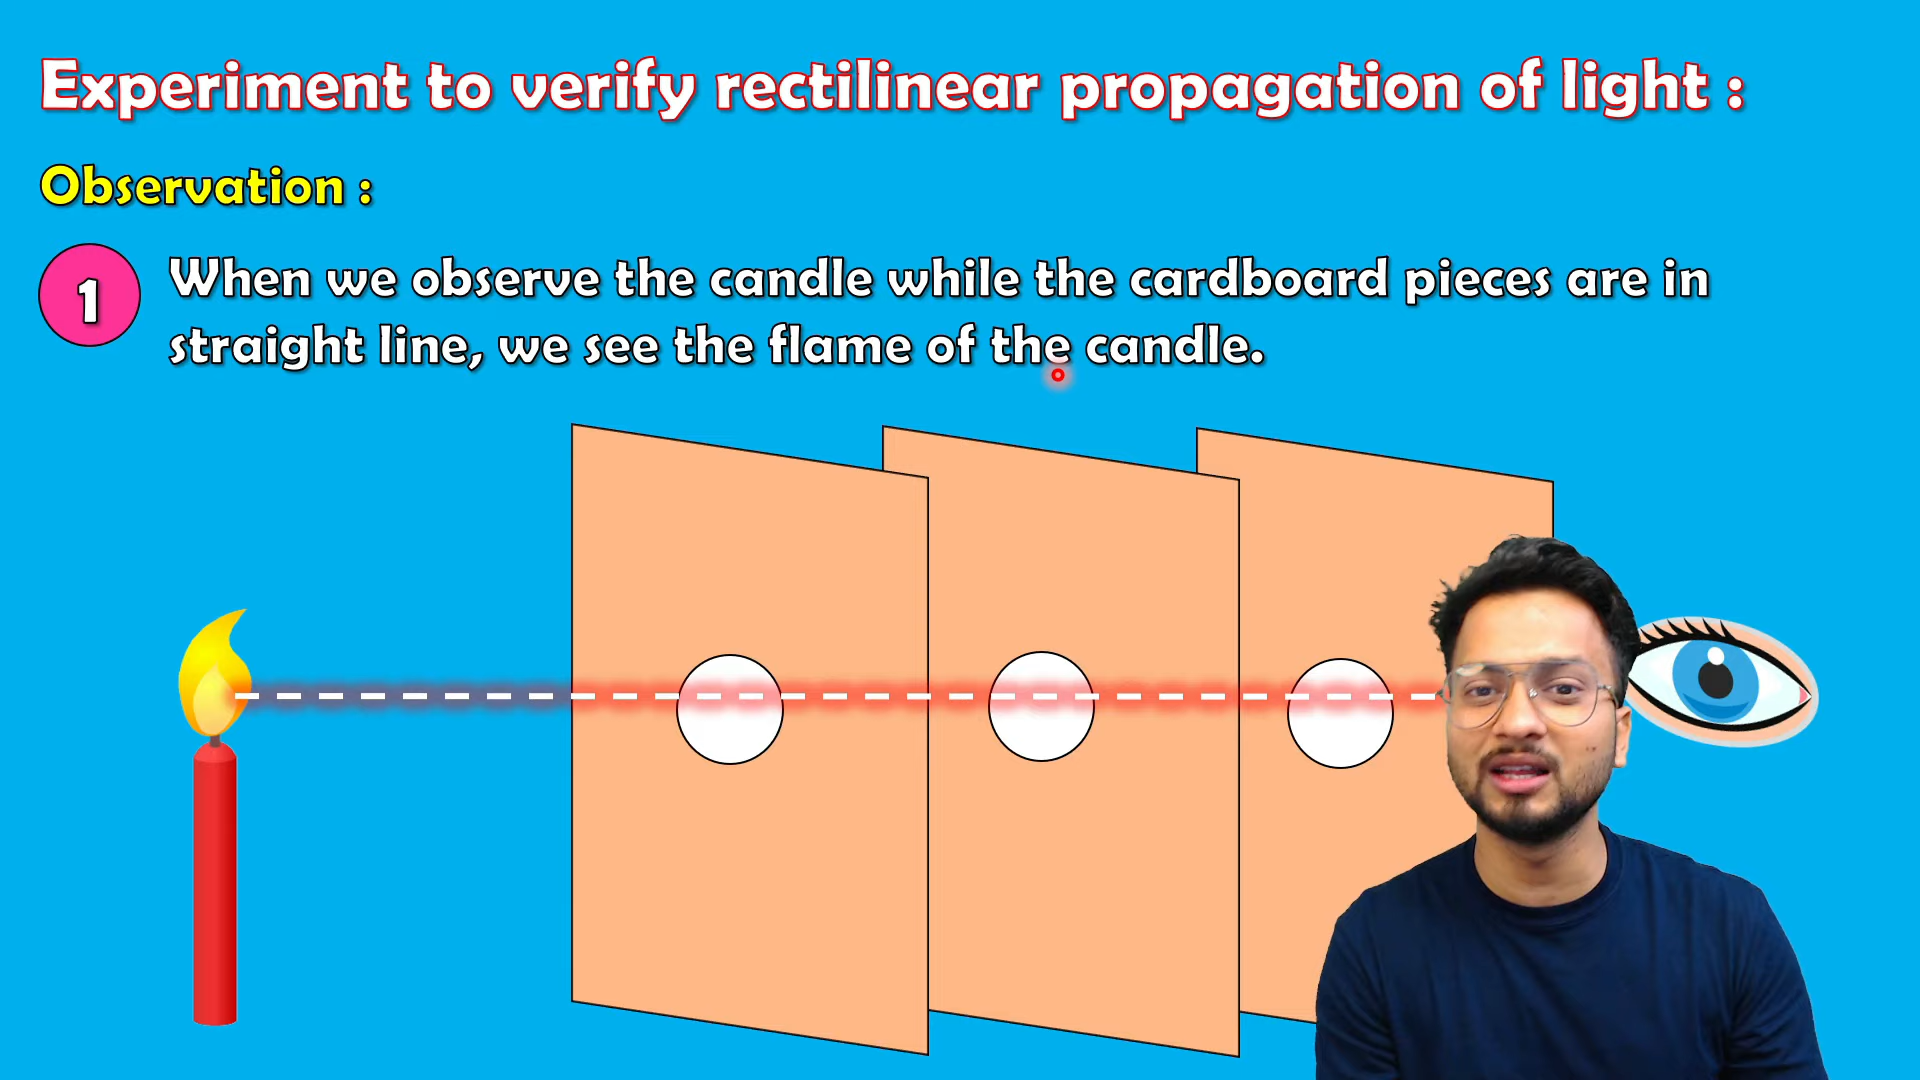 Experiment to verify rectilinear propagation of light :
Observation :
1
When we observe the candle while the cardboard pieces are in
straight line, we see the flame of the candle.